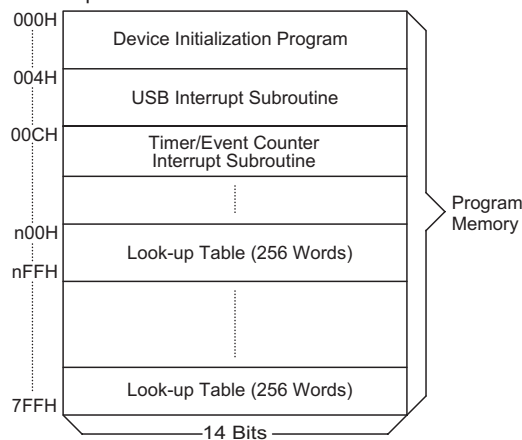 000H
Device Initialization Program
004H
USB Interrupt Subroutine
00CH
Timer/Event Counter
Interrupt Subroutine
Program
Memory
n00H
Look-up Table (256 Words)
nFFH
Look-up Table (256 Words)
7FFH
14 Bits